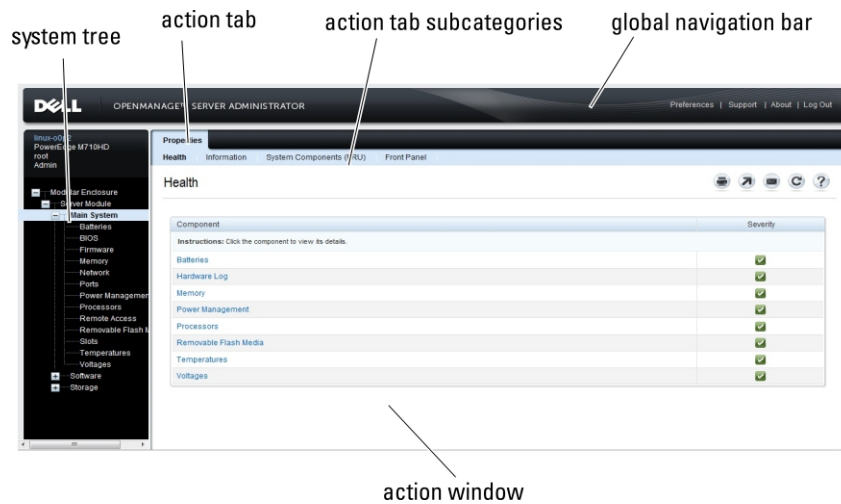 system tree
action tab
action tab subcategories
global navigation bar
DELL
OPENMANAGE™ SERVER ADMINISTRATOR
Preferences | Support | About | Log Out
PowerEdge M710HD
root
Admin
Properties
Health Information System Components (FRU) Front Panel
Health
Modular Enclosure
Server Module
Main System
Batteries
BIOS
Firmware
Memory
Network
Ports
Power Managemen
Processors
Remote Access
Removable Flash M
Slots
Temperatures
Voltages
Software
Storage
Component Severity
Instructions: Click the component to view its details.
Batteries
Hardware Log
Memory
Power Management
Processors
Removable Flash Media
Temperatures
Voltages
action window